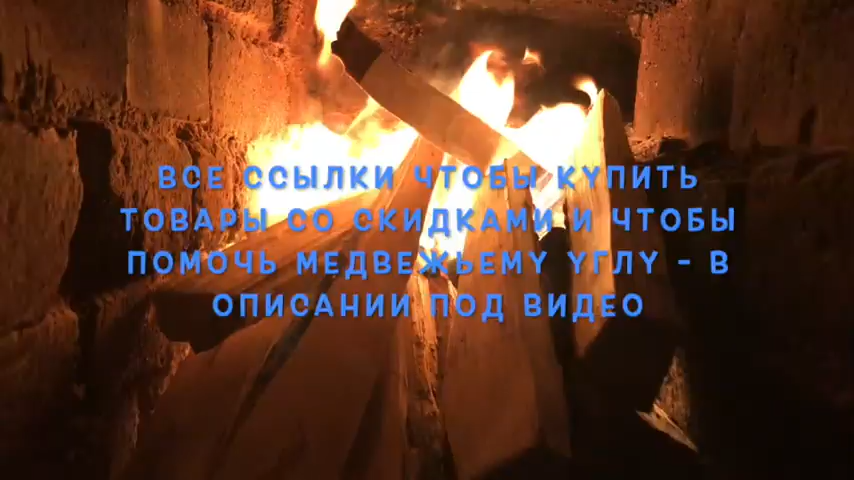 ВСЕ ССЫЛКИ ЧТОБЫ КУПИТЬ
ТОВАРЫ СО СКИДКАМИ И ЧТОБЫ
ПОМОЧЬ МЕДВЕЖЬЕМУ УГЛУ - В
ОПИСАНИИ ПОД ВИДЕО